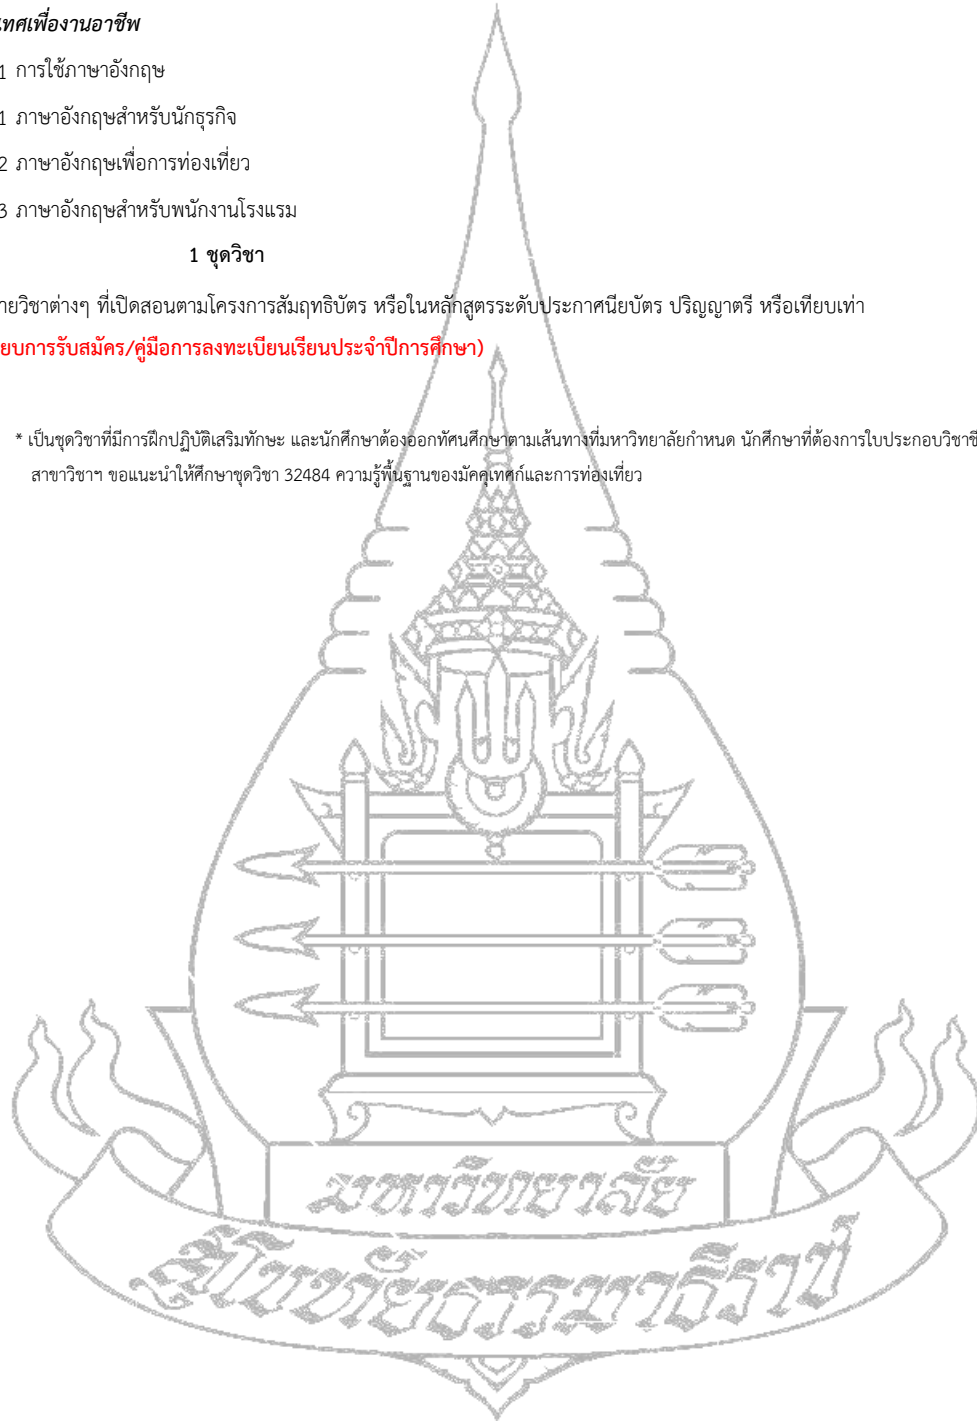 ทศเพื่องานอาชีพ
1 การใช้ภาษาอังกฤษ
1 ภาษาอังกฤษสำหรับนักธุรกิจ
2 ภาษาอังกฤษเพื่อการท่องเที่ยว
3 ภาษาอังกฤษสำหรับพนักงานโรงแรม
1 ชุดวิชา
ายวิชาต่างๆ ที่เปิดสอนตามโครงการสัมฤทธิบัตร หรือในหลักสูตรระดับประกาศนียบัตร ปริญญาตรี หรือเทียบเท่า
ียบการรับสมัคร/คู่มือการลงทะเบียนเรียนประจำปีการศึกษา)
* เป็นชุดวิชาที่มีการฝึกปฏิบัติเสริมทักษะ และนักศึกษาต้องออกทัศนศึกษาตามเส้นทางที่มหาวิทยาลัยกำหนด นักศึกษาที่ต้องการใบประกอบวิชาชี
สาขาวิชาฯ ขอแนะนำให้ศึกษาชุดวิชา 32484 ความรู้พื้นฐานของมัคคุเทศก์และการท่องเที่ยว
มหาวิทยาลัย
สุโขทัยธรรมาธิราช